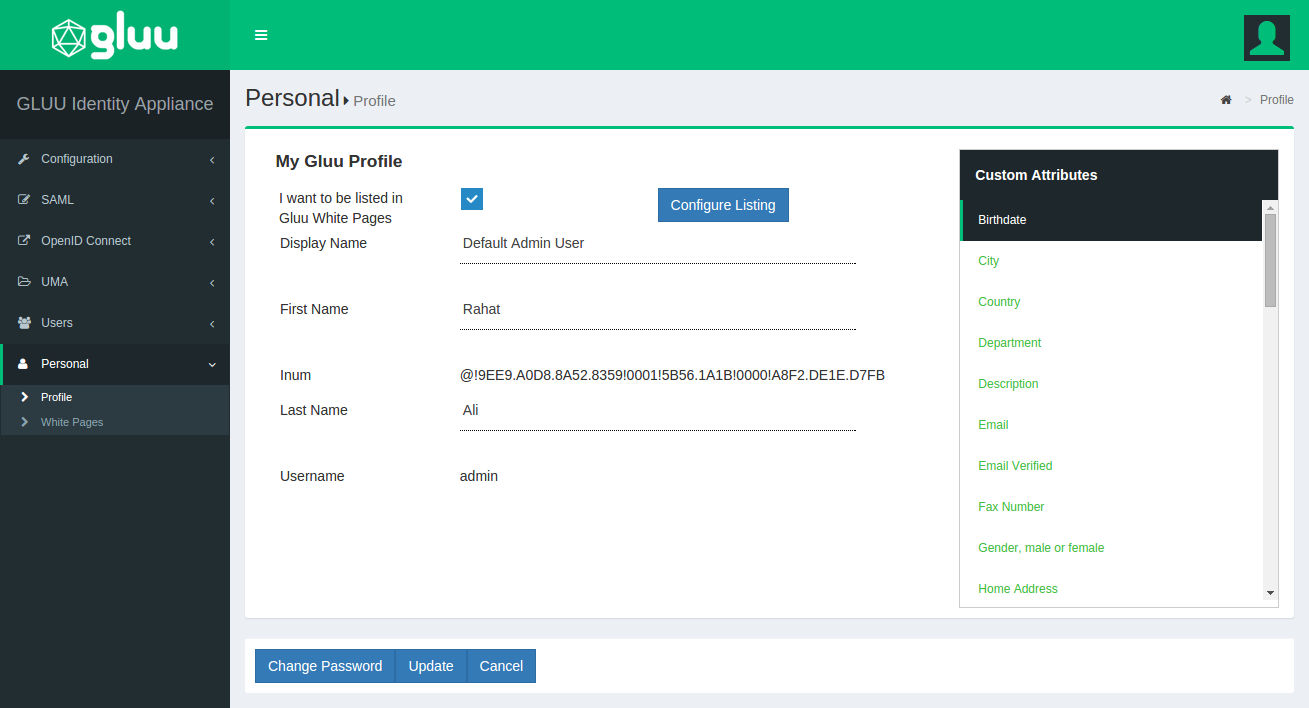 gluu
GLUU Identity Appliance
Configuration
SAML
OpenID Connect
UMA
Users
Personal
Profile
White Pages
Personal Profile
> Profile
My Gluu Profile
I want to be listed in
Gluu White Pages
Configure Listing
Display Name Default Admin User
First Name Rahat
Inum @!9EE9.A0D8.8A52.8359!0001!5B56.1A1B!0000!A8F2.DE1E.D7FB
Last Name Ali
Username admin
Custom Attributes
Birthdate
City
Country
Department
Description
Email
Email Verified
Fax Number
Gender, male or female
Home Address
Change Password Update Cancel